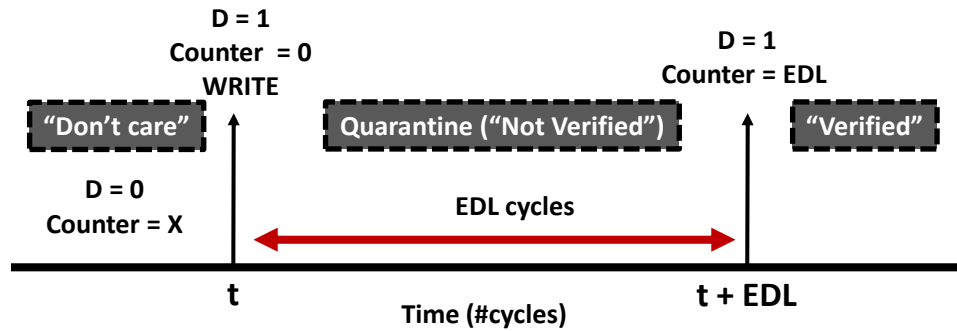 D = 1
Counter = 0
WRITE
D = 1
Counter = EDL
“Don’t care”
Quarantine (“Not Verified”)
“Verified”
D = 0
Counter = X
EDL cycles
t
t + EDL
Time (#cycles)